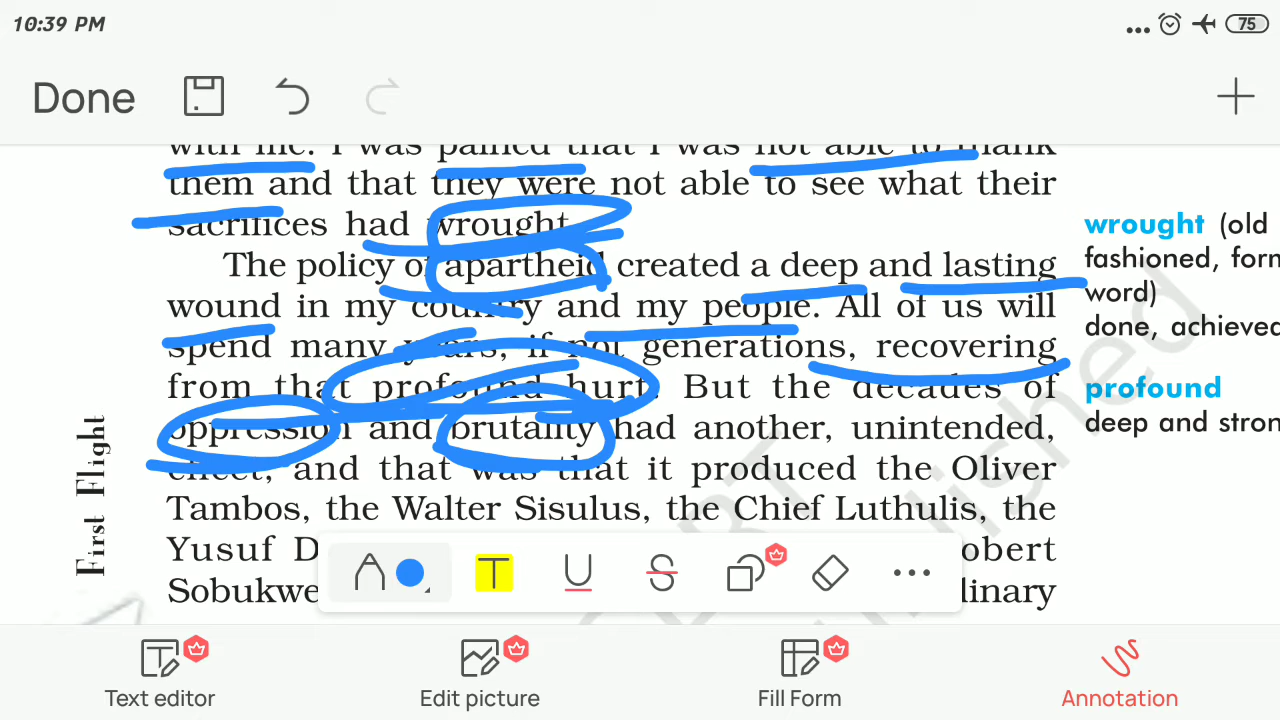 10:39 PM
75
Done
with me. I was pained that I was not able to thank
them and that they were not able to see what their
sacrifices had wrought.
The policy of apartheid created a deep and lasting
wound in my country and my people. All of us will
spend many years, if not generations, recovering
from that profound hurt. But the decades of
oppression and brutality had another, unintended,
effect, and that was that it produced the Oliver
Tambos, the Walter Sisulus, the Chief Luthulis, the
Yusuf D
obert
Sobukwe
linary
wrought (old
fashioned, form
word)
done, achieved
profound
deep and stron
First Flight
T
U
S
Text editor
Edit picture
Fill Form
Annotation